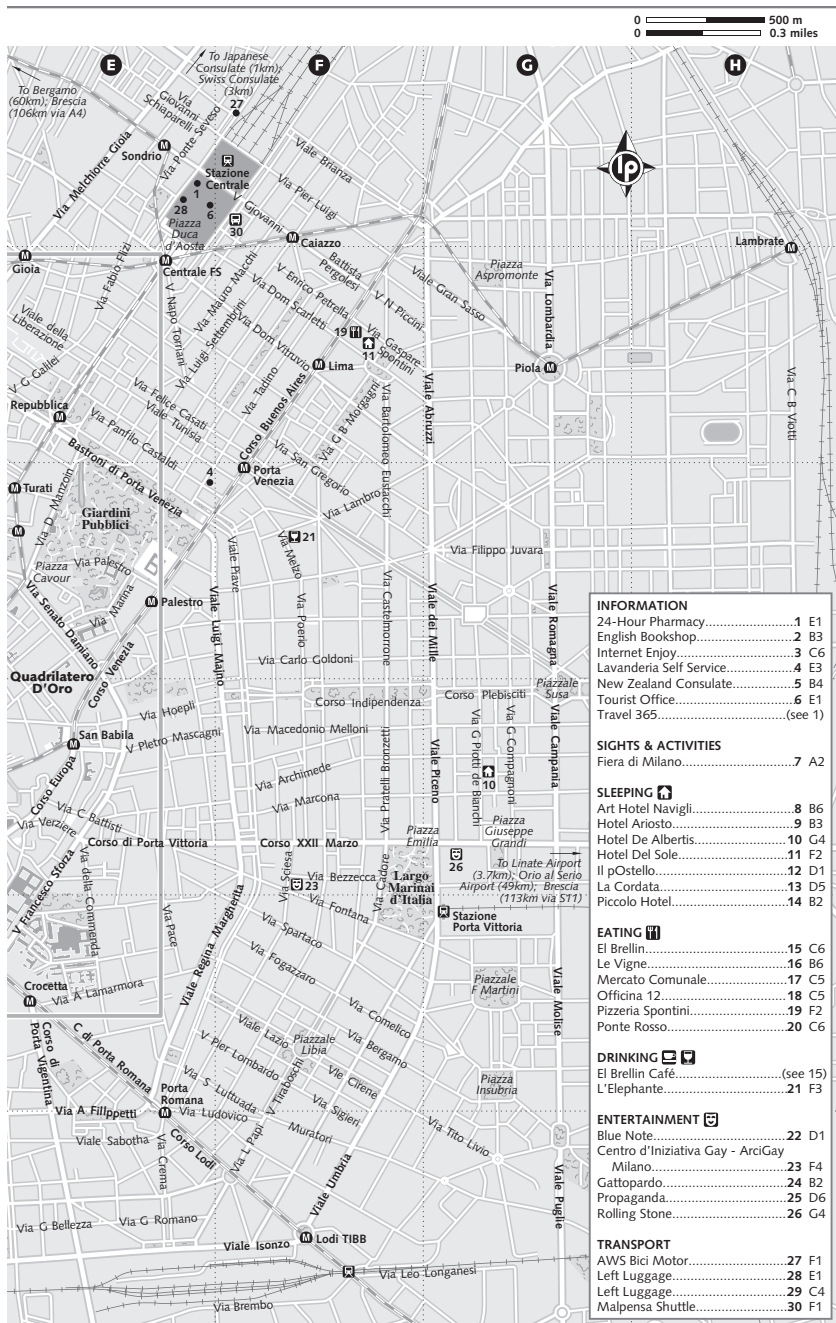 0 500 m
0 0.3 miles
E
F
G
H
To Bergamo
(60km); Brescia
(106km via A4)
To Japanese
Consulate (1km);
Swiss Consulate
(3km)
27
Via
Giovanni
Schiaparelli
Via Ponte Seveso
Sondrio
M
Via Melchiorre Gioia
Stazione
Centrale
1
28
6
30
Piazza
Duca
d'Aosta
Viale Brianza
Via Pier Luigi
V Giovanni
Caiazzo
M
Battista
Pergolesi
lp
Lambrate
M
M
Gioia
M
Centrale FS
Via Fabio Flizi
V Napo Torriani
Via Mauro Macchi
Via Luigi Settembrini
V Enrico Petrella
Via Dom Scarletti
Via Dom Vitruvio
V N Piccini
Viale Gran Sasso
Piazza
Aspromonte
Via Lombardia
Viale della
Liberazione
V G Galilei
19
11
Via Gaspare
Spontini
M
Lima
Piola
M
Via C B Viotti
Repubblica
M
Via Felice Casati
Viale Tunisia
Via Panfilo Castaldi
Via Tadino
Corso Buenos Aires
Via G B Morgagni
Via Bartolomeo Eustacchi
Viale Abruzzi
Bastroni di Porta Venezia
4
M
Porta
Venezia
Via San Gregorio
Via Lambro
M
Turati
M
Via D Manzoin
Giardini
Pubblici
Piazza
Cavour
Via Palestro
Via Marina
Viale Piave
21
Via Melzo
Via Filippo Juvara
Via Senato Damiano
M
Palestro
Viale Luigi Majno
Via Poerio
Via Castelmorrone
Viale dei Mille
Viale Romagna
Quadrilatero
D'Oro
Corso Venezia
Via Carlo Goldoni
Corso Indipendenza
Corso Plebisciti
Piazzale
Susa
Via Hoepli
San Babila
M
V Pietro Mascagni
Via Macedonio Melloni
Via Archimede
Via Marcona
Via Fratelli Bronzetti
Viale Piceno
Via G Piotti de Bianchi
Via G Compagnoni
10
Viale Campania
Corso Europa
Via C Battisti
Via Verziere
Corso di Porta Vittoria
Corso XXII Marzo
Piazza
Emilia
Piazza
Giuseppe
Grandi
26
To Linate Airport
(3.7km); Orio al Serio
Airport (49km); Brescia
(113km via S11)
V Francesco Sforza
Via della Commenda
Via Sciesa
23
Via Bezzecca
Via Cadore
Largo
Marinai
d'Italia
Via Fontana
Stazione
Porta Vittoria
Via Pace
Viale Regina Margherita
Via Spartaco
Via Fogazzaro
Crocetta
M
Via A Lamarmora
Piazzale
F Martini
Viale Molise
Corso di
Porta Vigentina
C di Porta Romana
Viale Lazio
Piazzale
Libia
Via Comelico
Via Bergamo
V Pier Lombardo
V Tiraboschi
Vle Cirene
Piazza
Insubria
Porta
Romana
M
Via S Luttuada
Via Ludovico
Muratori
Via Sigieri
Via A Filippetti
Viale Sabotha
Via Crema
Corso Lodi
Via L Papi
Viale Umbria
Via Tito Livio
Viale Puglie
Via G Bellezza
Via G Romano
Viale Isonzo
M
Lodi TIBB
Via Leo Longanesi
Via Brembo
INFORMATION
24-Hour Pharmacy 1 E1
English Bookshop 2 B3
Internet Enjoy 3 C6
Lavanderia Self Service 4 E3
New Zealand Consulate 5 B4
Tourist Office 6 E1
Travel 365 (see 1)
SIGHTS & ACTIVITIES
Fiera di Milano 7 A2
SLEEPING
Art Hotel Navigli 8 B6
Hotel Ariosto 9 B3
Hotel De Albertis 10 G4
Hotel Del Sole 11 F2
Il pOstello 12 D1
La Cordata 13 D5
Piccolo Hotel 14 B2
EATING
El Brellin 15 C6
Le Vigne 16 B6
Mercato Comunale 17 C5
Officina 12 18 C5
Pizzeria Spontini 19 F2
Ponte Rosso 20 C6
DRINKING
El Brellin Café (see 15)
L'Elephante 21 F3
ENTERTAINMENT
Blue Note 22 D1
Centro d'Iniziativa Gay - ArciGay
Milano 23 F4
Gattopardo 24 B2
Propaganda 25 D6
Rolling Stone 26 G4
TRANSPORT
AWS Bici Motor 27 F1
Left Luggage 28 E1
Left Luggage 29 C4
Malpensa Shuttle 30 F1